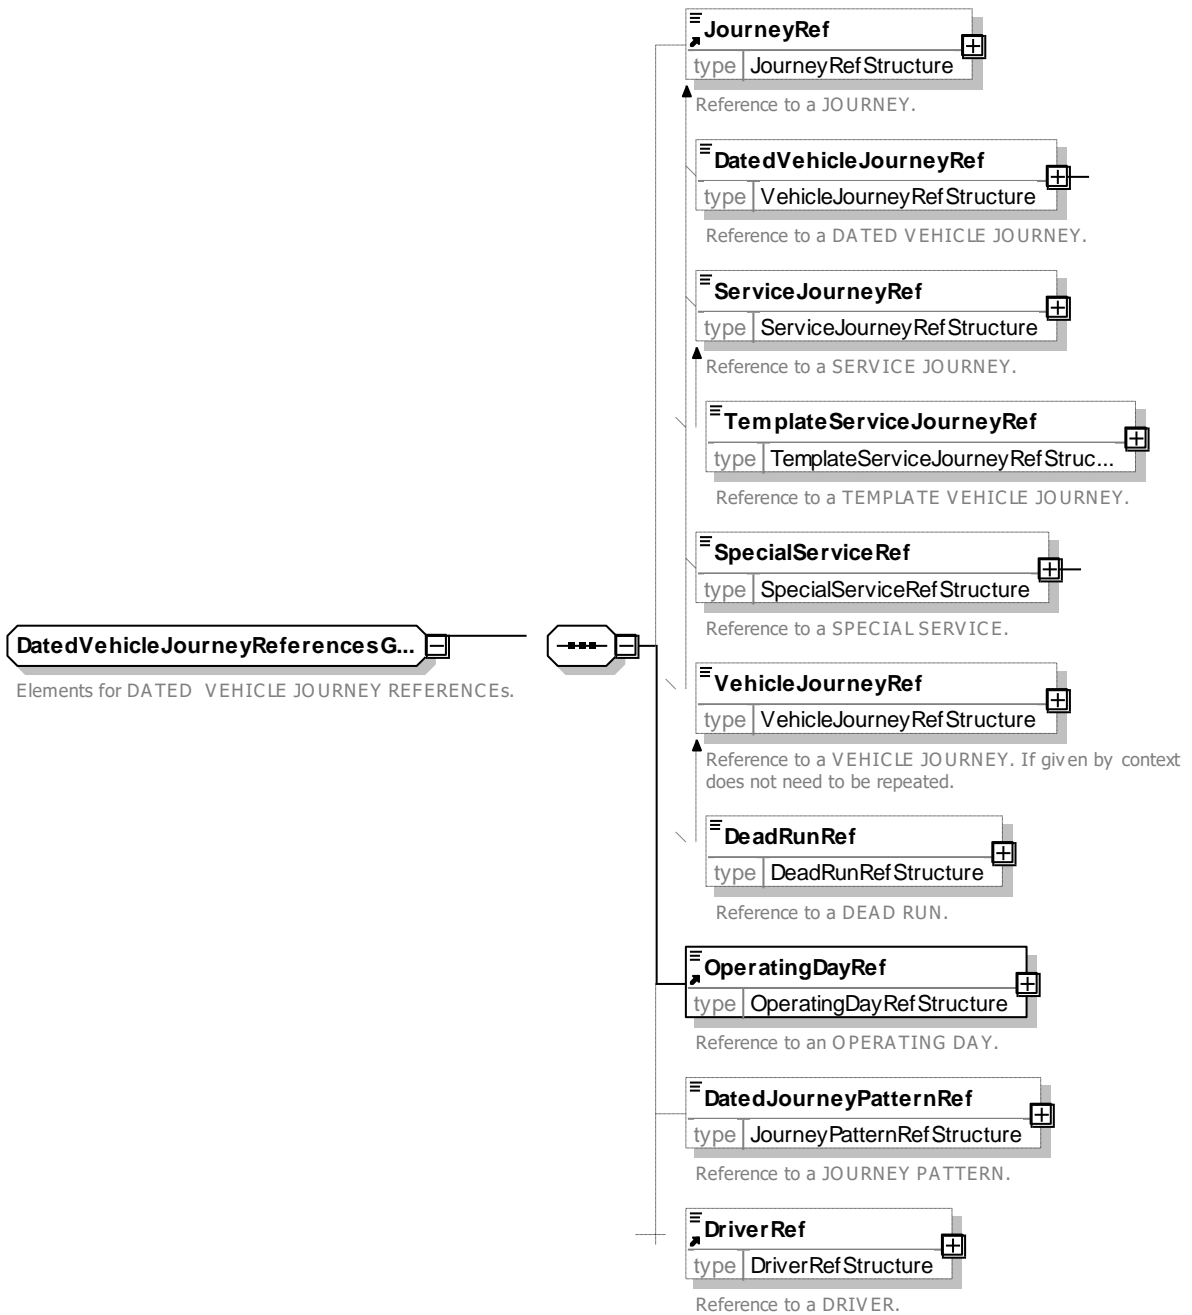 JourneyRef
type JourneyRefStructure
Reference to a JOURNEY.
DatedVehicleJourneyRef
type VehicleJourneyRefStructure
Reference to a DATED VEHICLE JOURNEY.
ServiceJourneyRef
type ServiceJourneyRefStructure
Reference to a SERVICE JOURNEY.
TemplateServiceJourneyRef
type TemplateServiceJourneyRefStruc...
Reference to a TEMPLATE VEHICLE JOURNEY.
SpecialServiceRef
type SpecialServiceRefStructure
Reference to a SPECIAL SERVICE.
DatedVehicleJourneyReferencesG...
Elements for DATED VEHICLE JOURNEY REFERENCEs.
VehicleJourneyRef
type VehicleJourneyRefStructure
Reference to a VEHICLE JOURNEY. If given by context
does not need to be repeated.
DeadRunRef
type DeadRunRefStructure
Reference to a DEAD RUN.
OperatingDayRef
type OperatingDayRefStructure
Reference to an OPERATING DAY.
DatedJourneyPatternRef
type JourneyPatternRefStructure
Reference to a JOURNEY PATTERN.
DriverRef
type DriverRefStructure
Reference to a DRIVER.